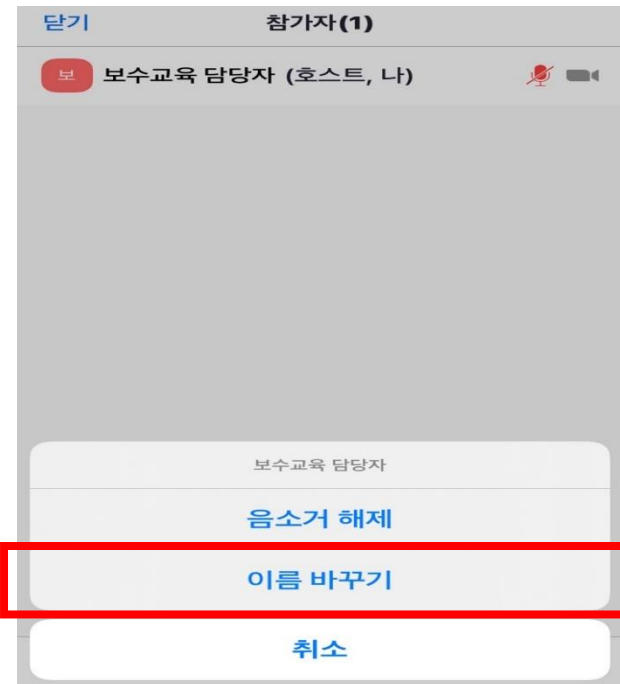 닫기 참가자(1)
보 보수교육 담당자 (호스트, 나)
보수교육 담당자
음소거 해제
이름 바꾸기
취소